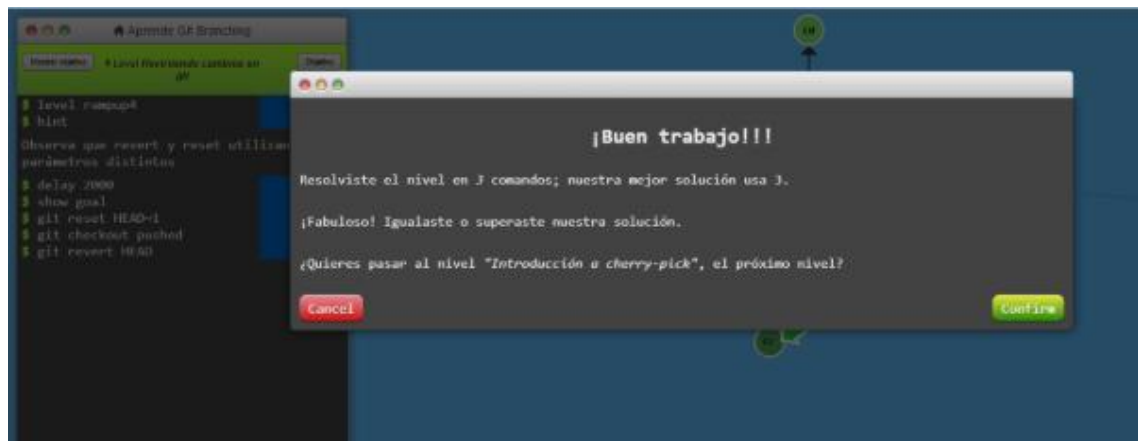 Aprende Git Branching
$ level rampup4
$ hint
Observa que revert y reset utilizan
parámetros distintos
$ delay 2000
$ show goal
$ git reset HEAD~1
$ git checkout pushed
$ git revert HEAD
¡Buen trabajo!!!
Resolviste el nivel en 3 comandos; nuestra mejor solución usa 3.
¡Fabuloso! Igualaste o superaste nuestra solución.
¿Quieres pasar al nivel "Introducción a cherry-pick", el próximo nivel?
Cancel
Confirm